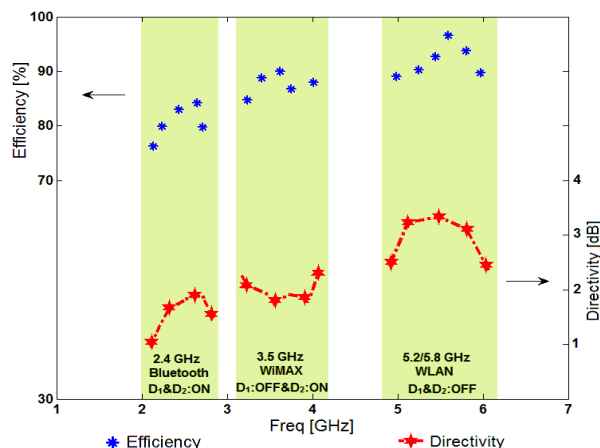 100
90
80
70
30
Efficiency [%]
4
3
2
1
Directivity [dB]
2.4 GHz
Bluetooth
D₁&D₂:ON
3.5 GHz
WiMAX
D₁:OFF&D₂:ON
5.2/5.8 GHz
WLAN
D₁&D₂:OFF
1 2 3 4 5 6 7
Freq [GHz]
Efficiency Directivity